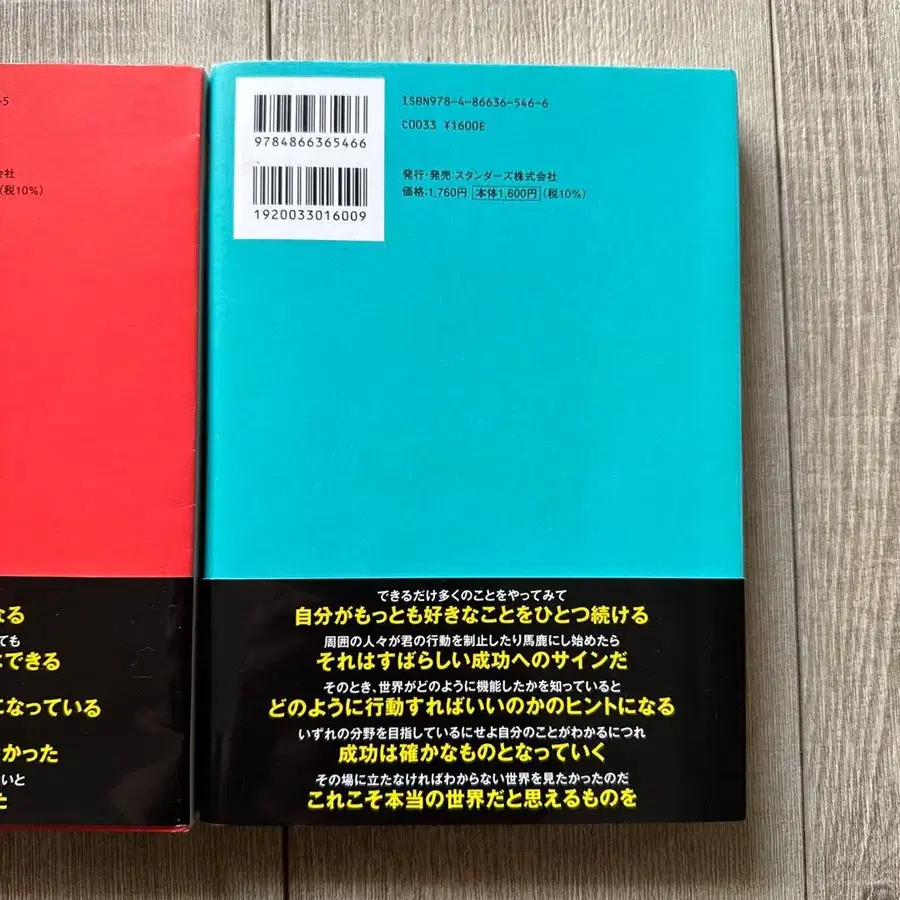 -5
会社
(税10%)
なる
ても
はできる
になっている
かった
いと
た
ISBN978-4-86636-546-6
C0033 ¥1600E
9784866365466
1920033016009
発行・発売:スタンダーズ株式会社
価格:1,760円 本体1,600円 (税10%)
できるだけ多くのことをやってみて
自分がもっとも好きなことをひとつ続ける
周囲の人々が君の行動を制止したり馬鹿にし始めたら
それはすばらしい成功へのサインだ
そのとき、世界がどのように機能したかを知っていると
どのように行動すればいいのかのヒントになる
いずれの分野を目指しているにせよ自分のことがわかるにつれ
成功は確かなものとなっていく
その場に立たなければわからない世界を見たかったのだ
これこそ本当の世界だと思えるものを